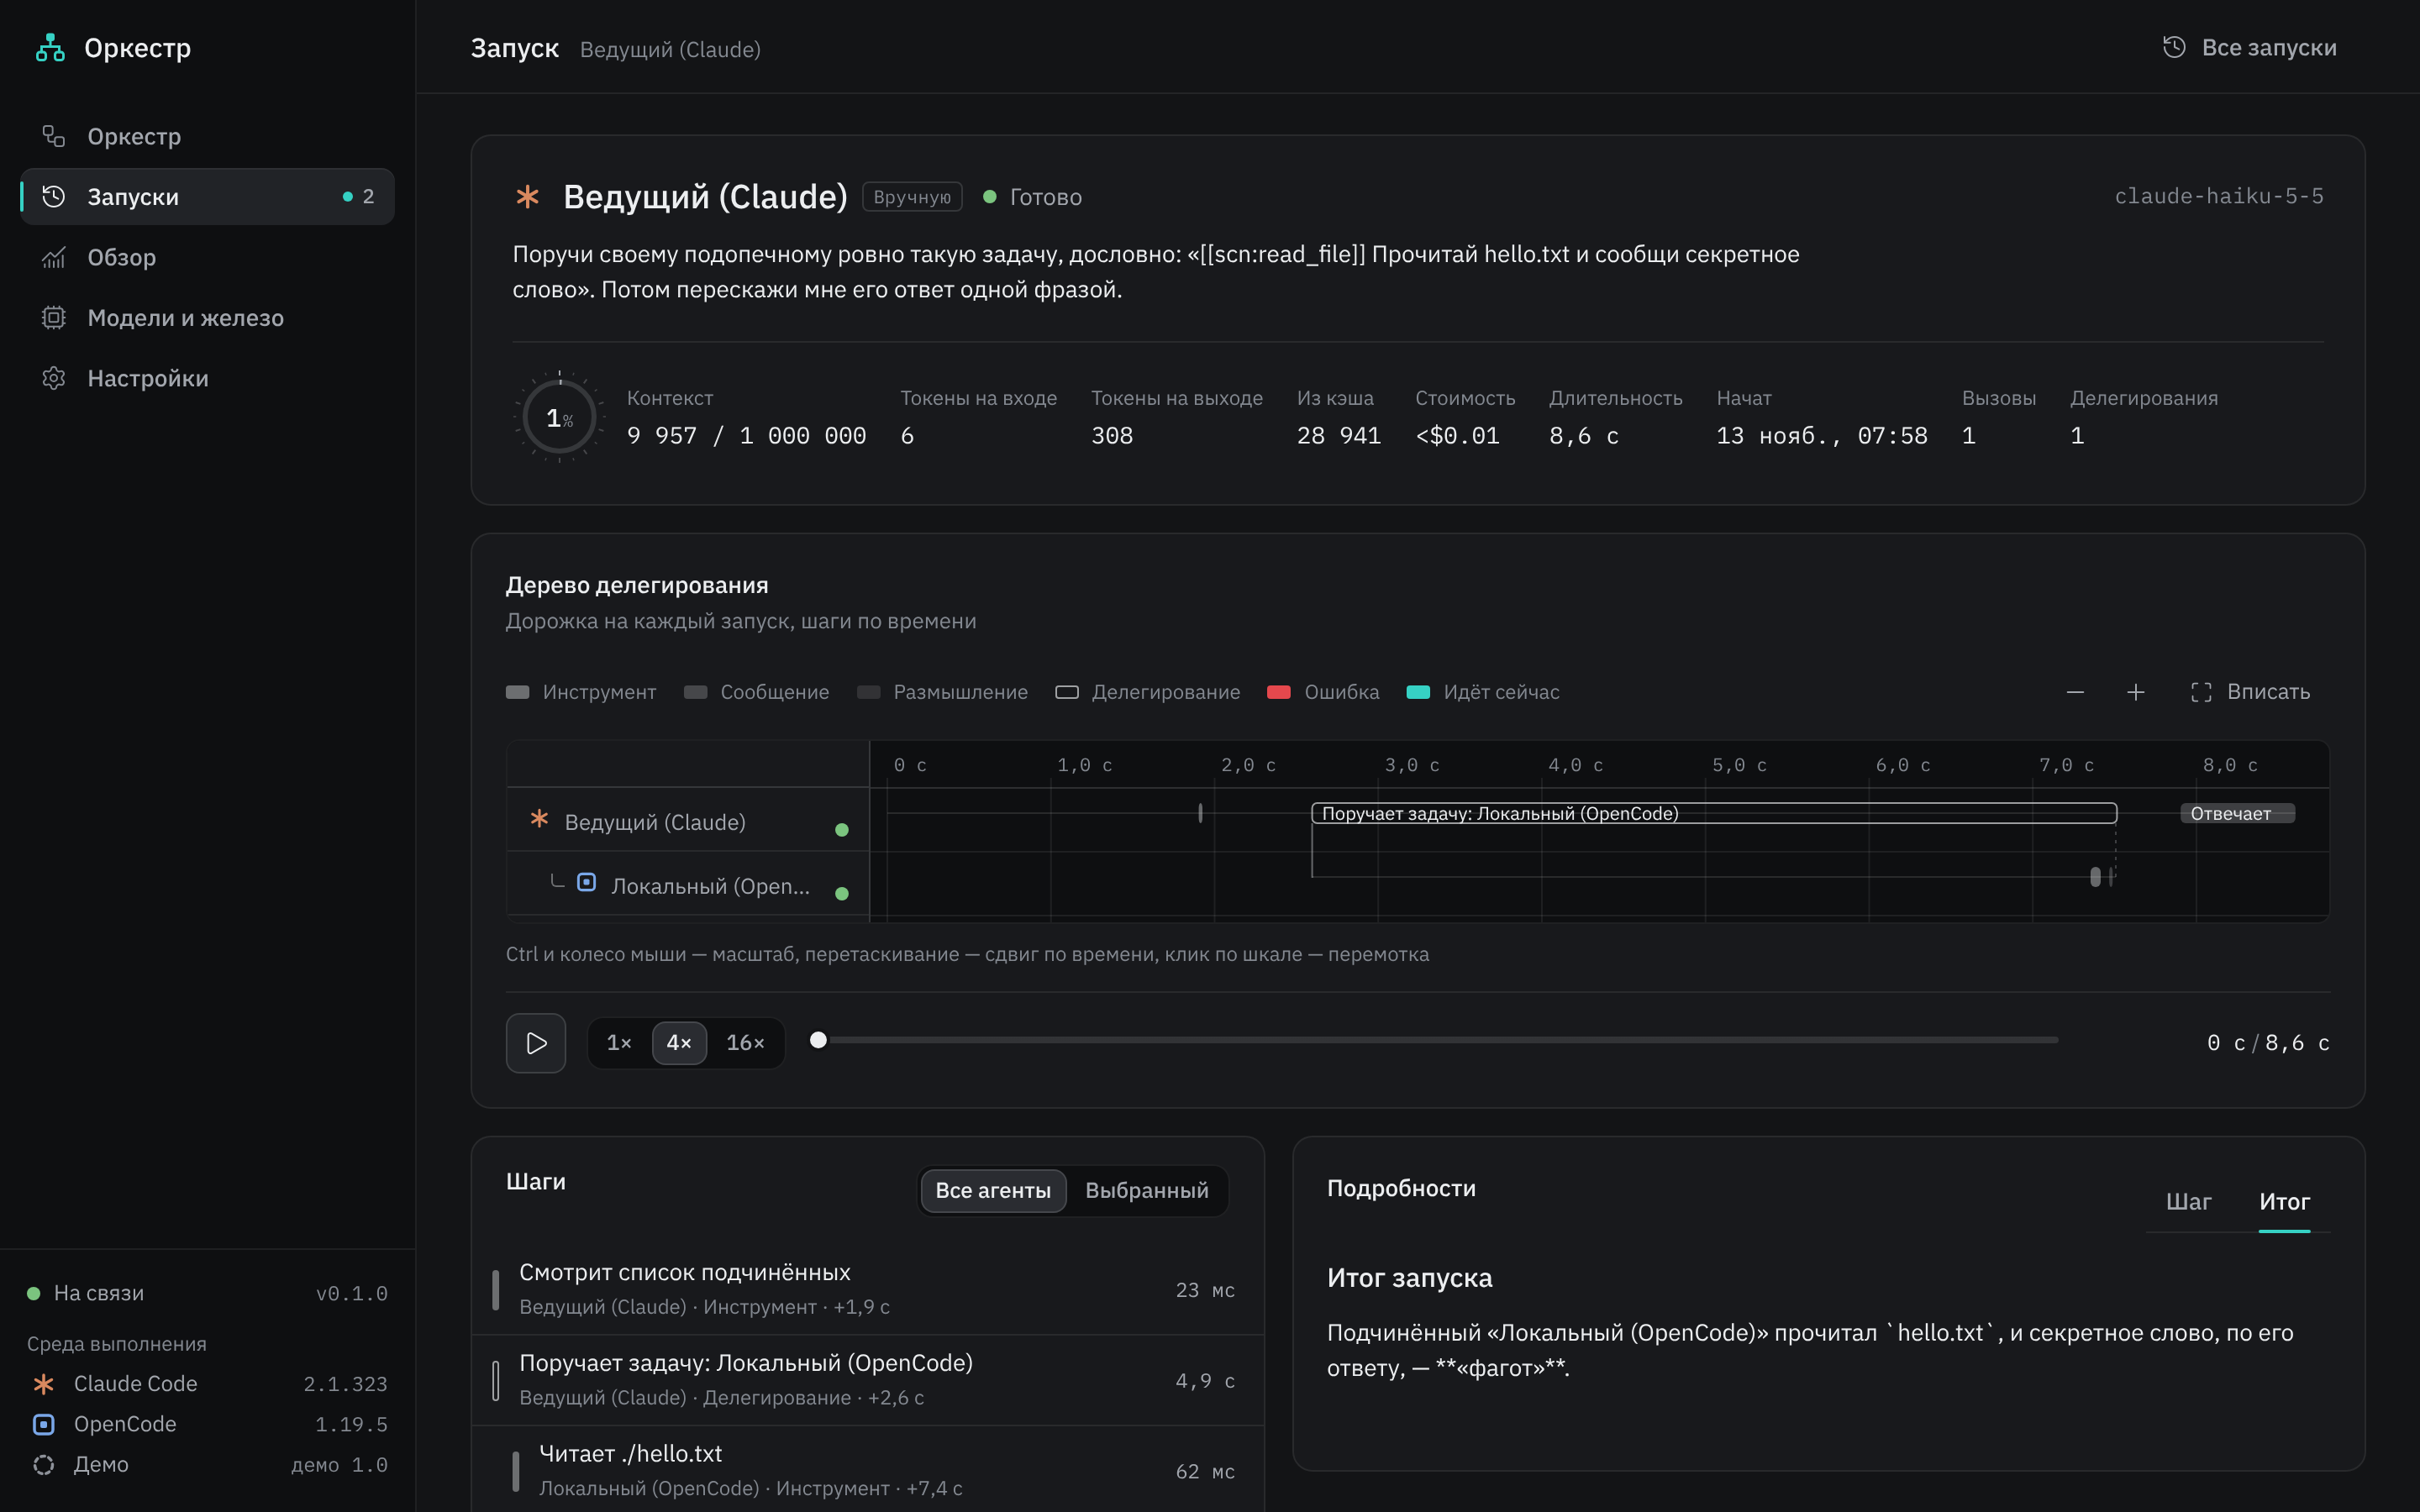 Оркестр
Оркестр
Запуски 2
Обзор
Модели и железо
Настройки
На связи v0.1.0
Среда выполнения
Claude Code 2.1.323
OpenCode 1.19.5
Демо демо 1.0
Запуск Ведущий (Claude) Все запуски
Ведущий (Claude) Вручную Готово claude-haiku-5-5
Поручи своему подопечному ровно такую задачу, дословно: «[[scn:read_file]] Прочитай hello.txt и сообщи секретное
слово». Потом перескажи мне его ответ одной фразой.
1%
Контекст Токены на входе Токены на выходе Из кэша Стоимость Длительность Начат Вызовы Делегирования
9 957 / 1 000 000 6 308 28 941 <$0.01 8,6 с 13 нояб., 07:58 1 1
Дерево делегирования
Дорожка на каждый запуск, шаги по времени
Инструмент Сообщение Размышление Делегирование Ошибка Идёт сейчас Вписать
0 с 1,0 с 2,0 с 3,0 с 4,0 с 5,0 с 6,0 с 7,0 с 8,0 с
Ведущий (Claude) Поручает задачу: Локальный (OpenCode) Отвечает
Локальный (Open...
Ctrl и колесо мыши — масштаб, перетаскивание — сдвиг по времени, клик по шкале — перемотка
1× 4× 16× 0 с / 8,6 с
Шаги Все агенты Выбранный
Смотрит список подчинённых 23 мс
Ведущий (Claude) · Инструмент · +1,9 с
Поручает задачу: Локальный (OpenCode) 4,9 с
Ведущий (Claude) · Делегирование · +2,6 с
Читает ./hello.txt 62 мс
Локальный (OpenCode) · Инструмент · +7,4 с
Подробности Шаг Итог
Итог запуска
Подчинённый «Локальный (OpenCode)» прочитал `hello.txt`, и секретное слово, по его
ответу, — **«фагот»**.